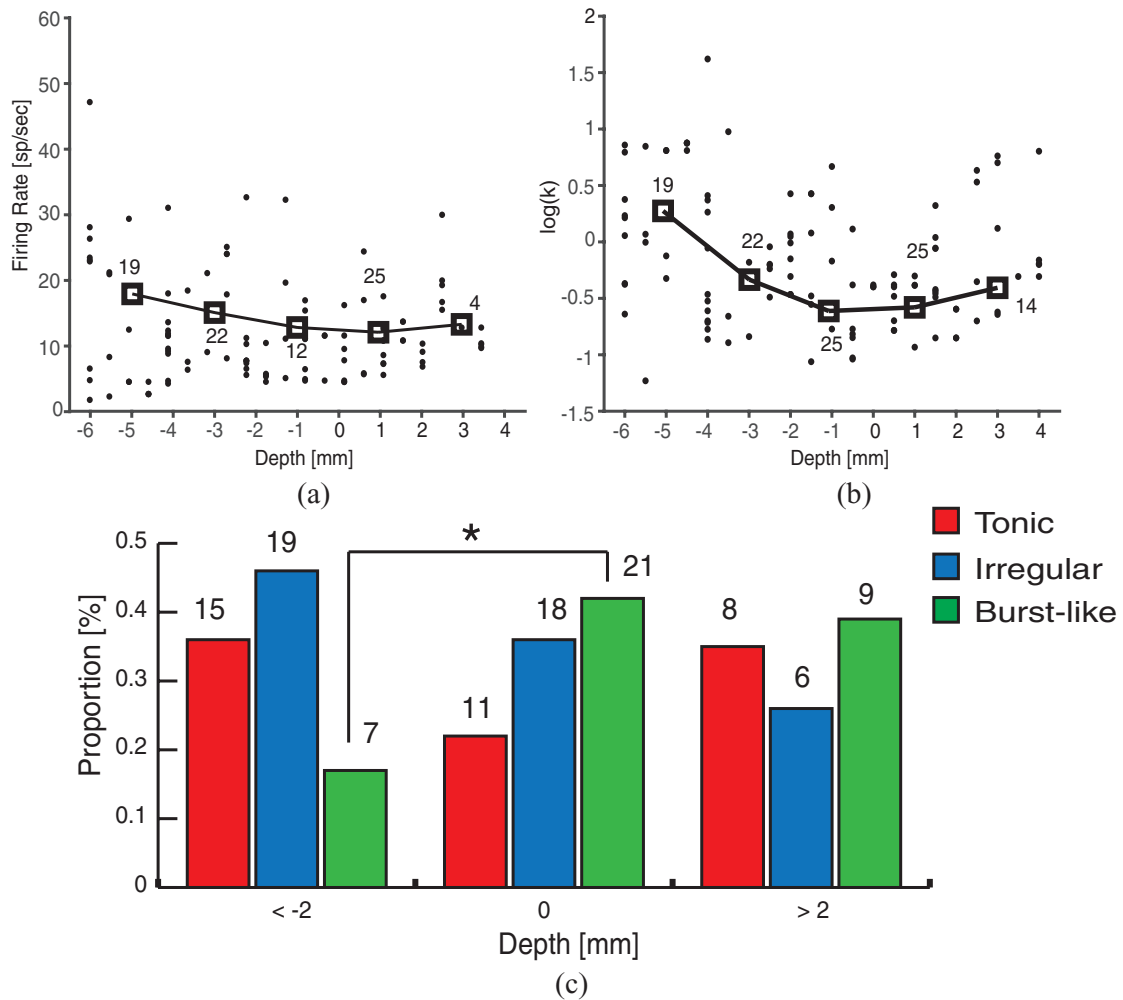 60
50
40
30
20
10
0
Firing Rate [sp/sec]
19
22
12
25
4
-6 -5 -4 -3 -2 -1 0 1 2 3 4
Depth [mm]
(a)
2
1.5
1
0.5
0
-0.5
-1
-1.5
log(k)
19
22
25
25
14
-6 -5 -4 -3 -2 -1 0 1 2 3 4
Depth [mm]
(b)
Tonic
Irregular
Burst-like
0.5
0.4
0.3
0.2
0.1
0
Proportion [%]
*
15 19 7
11 18 21
8 6 9
< -2 0 > 2
Depth [mm]
(c)